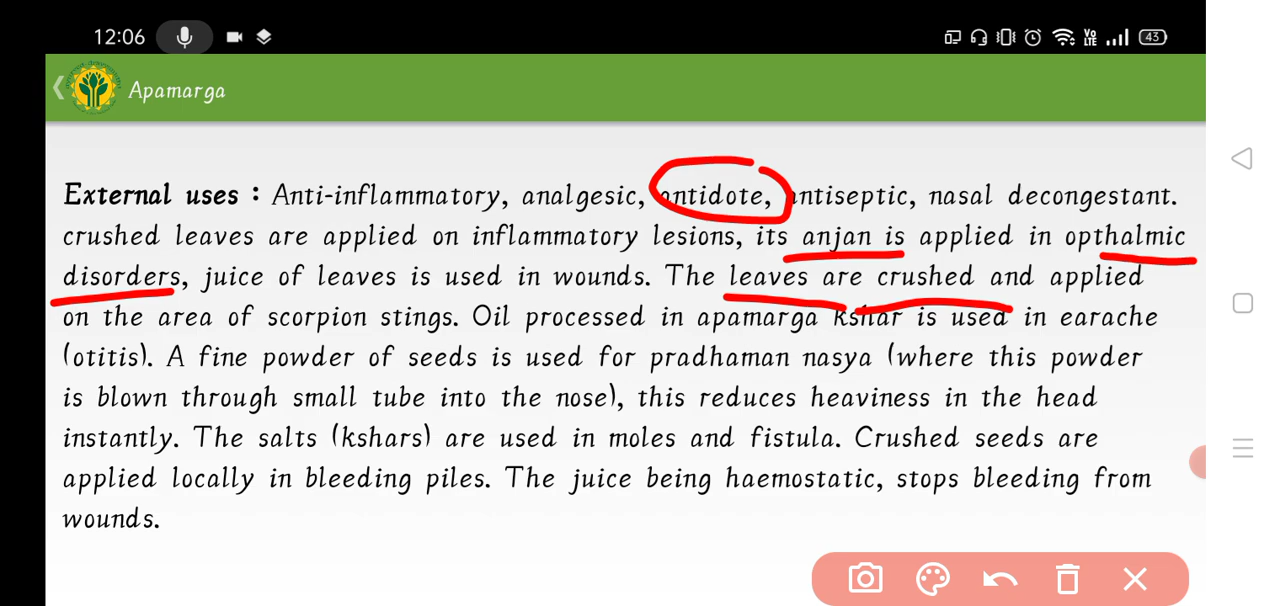 12:06
Vo LTE 43
Apamarga
External uses : Anti-inflammatory, analgesic, antidote, antiseptic, nasal decongestant.
crushed leaves are applied on inflammatory lesions, its anjan is applied in opthalmic
disorders, juice of leaves is used in wounds. The leaves are crushed and applied
on the area of scorpion stings. Oil processed in apamarga kshar is used in earache
(otitis). A fine powder of seeds is used for pradhaman nasya (where this powder
is blown through small tube into the nose), this reduces heaviness in the head
instantly. The salts (kshars) are used in moles and fistula. Crushed seeds are
applied locally in bleeding piles. The juice being haemostatic, stops bleeding from
wounds.